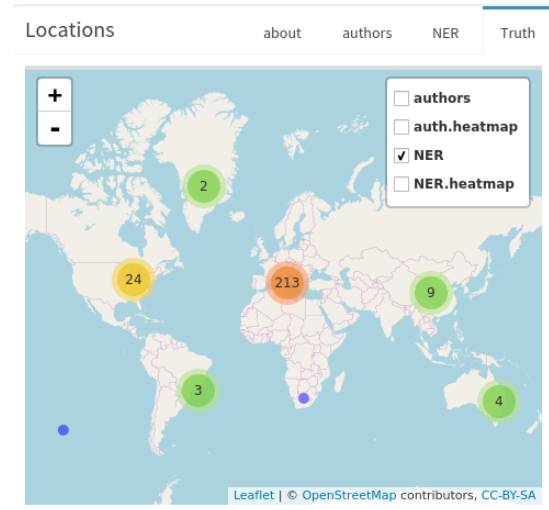 Locations about authors NER Truth
+
-
authors
auth.heatmap
NER
NER.heatmap
2
24
213
9
3
4
Leaflet | © OpenStreetMap contributors, CC-BY-SA